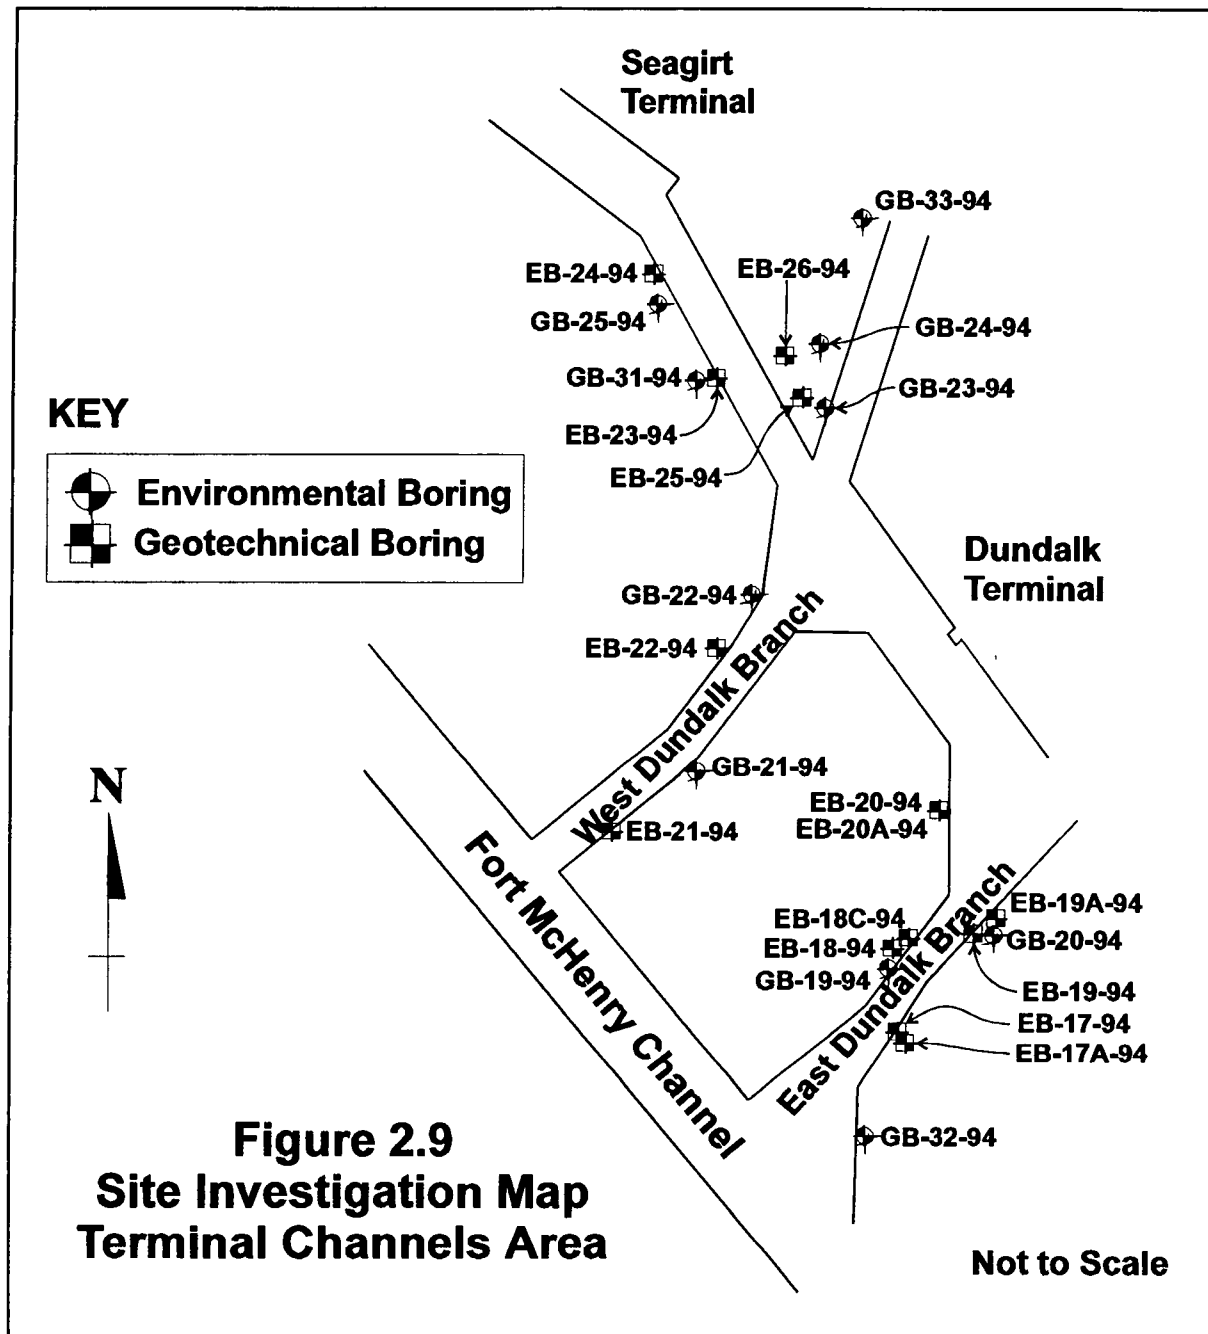 Seagirt
Terminal
GB-33-94
EB-24-94
EB-26-94
GB-25-94
GB-24-94
GB-31-94
GB-23-94
KEY
EB-23-94
EB-25-94
Environmental Boring
Geotechnical Boring
Dundalk
Terminal
GB-22-94
EB-22-94
West Dundalk Branch
N
GB-21-94
EB-20-94
EB-20A-94
EB-21-94
Fort McHenry Channel
EB-19A-94
EB-18C-94
GB-20-94
EB-18-94
GB-19-94
East Dundalk Branch
EB-19-94
EB-17-94
EB-17A-94
GB-32-94
Figure 2.9
Site Investigation Map
Terminal Channels Area
Not to Scale